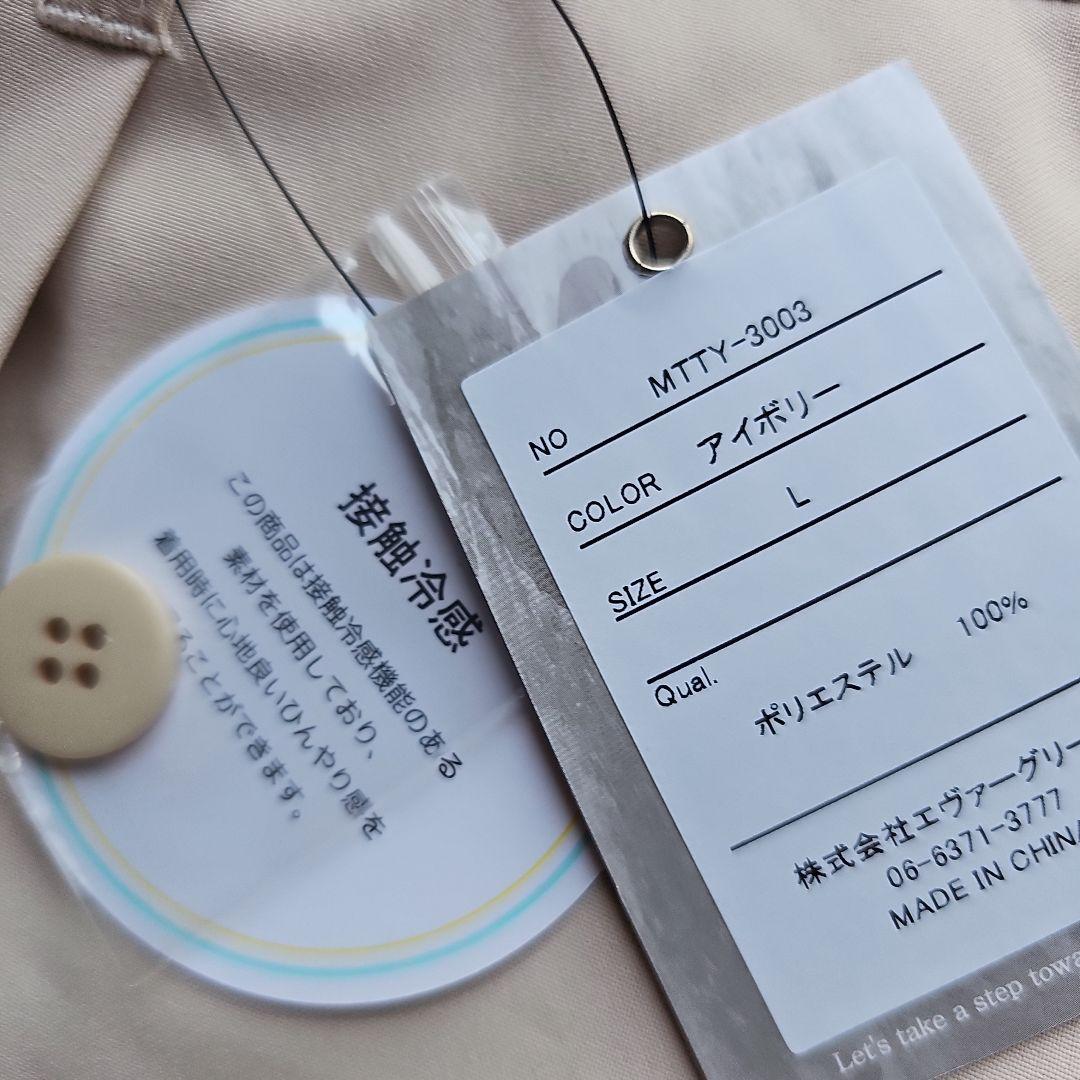 接触冷感
この商品は接触冷感機能のある
素材を使用しており、
着用時に心地良いひんやり感を
ることができます。
NO MTTY-3003
COLOR アイボリー
SIZE L
Qual.
ポリエステル 100%
株式会社エヴァーグリー
06-6371-3777
MADE IN CHINA
Let's take a step towa